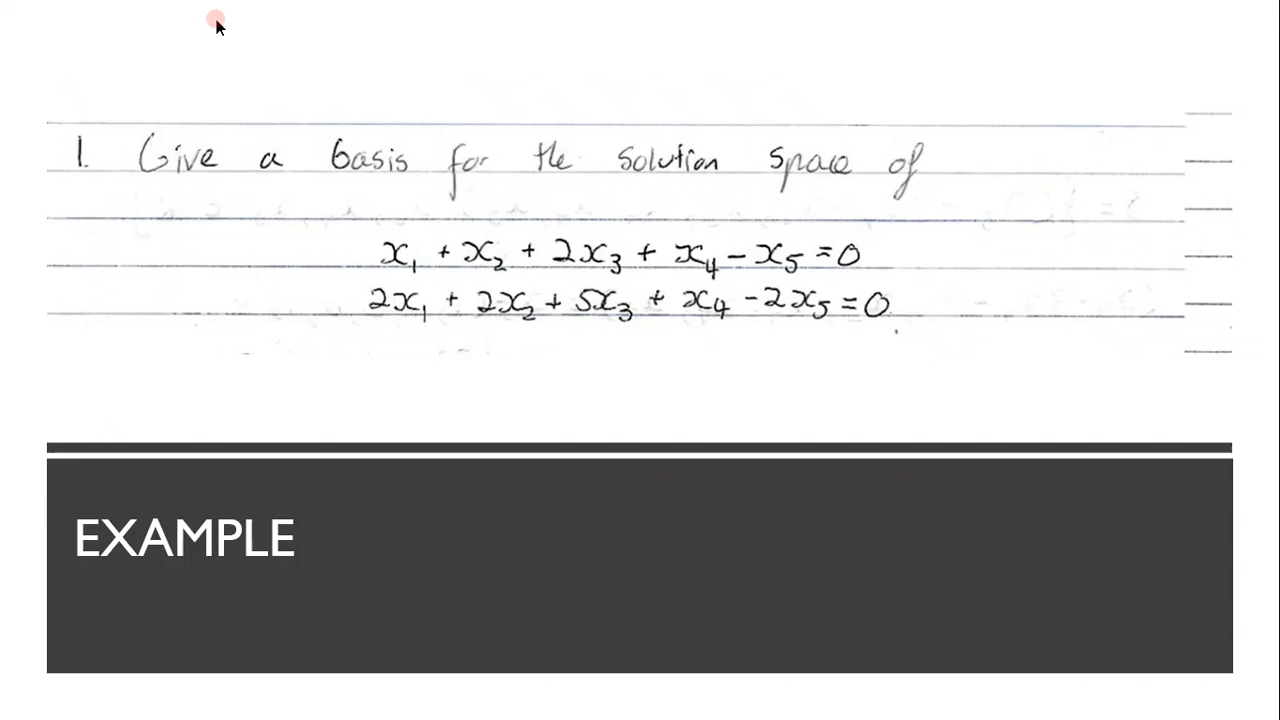 1. Give a basis for the solution space of
x₁ + x₂ + 2x₃ + x₄ - x₅ = 0
2x₁ + 2x₂ + 5x₃ + x₄ - 2x₅ = 0
EXAMPLE